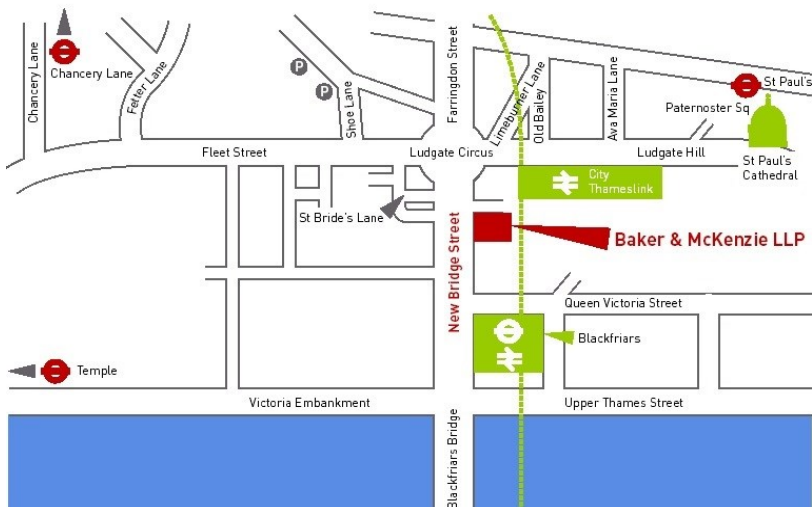 Chancery Lane
Chancery Lane
Fetter Lane
P
P
Shoe Lane
Farringdon Street
Limeburner Lane
Old Bailey
Ava Maria Lane
St Paul's
Paternoster Sq
Fleet Street
Ludgate Circus
Ludgate Hill
St Paul's
Cathedral
City
Thameslink
St Bride's Lane
New Bridge Street
Baker & McKenzie LLP
Queen Victoria Street
Blackfriars
Temple
Victoria Embankment
Upper Thames Street
Blackfriars Bridge